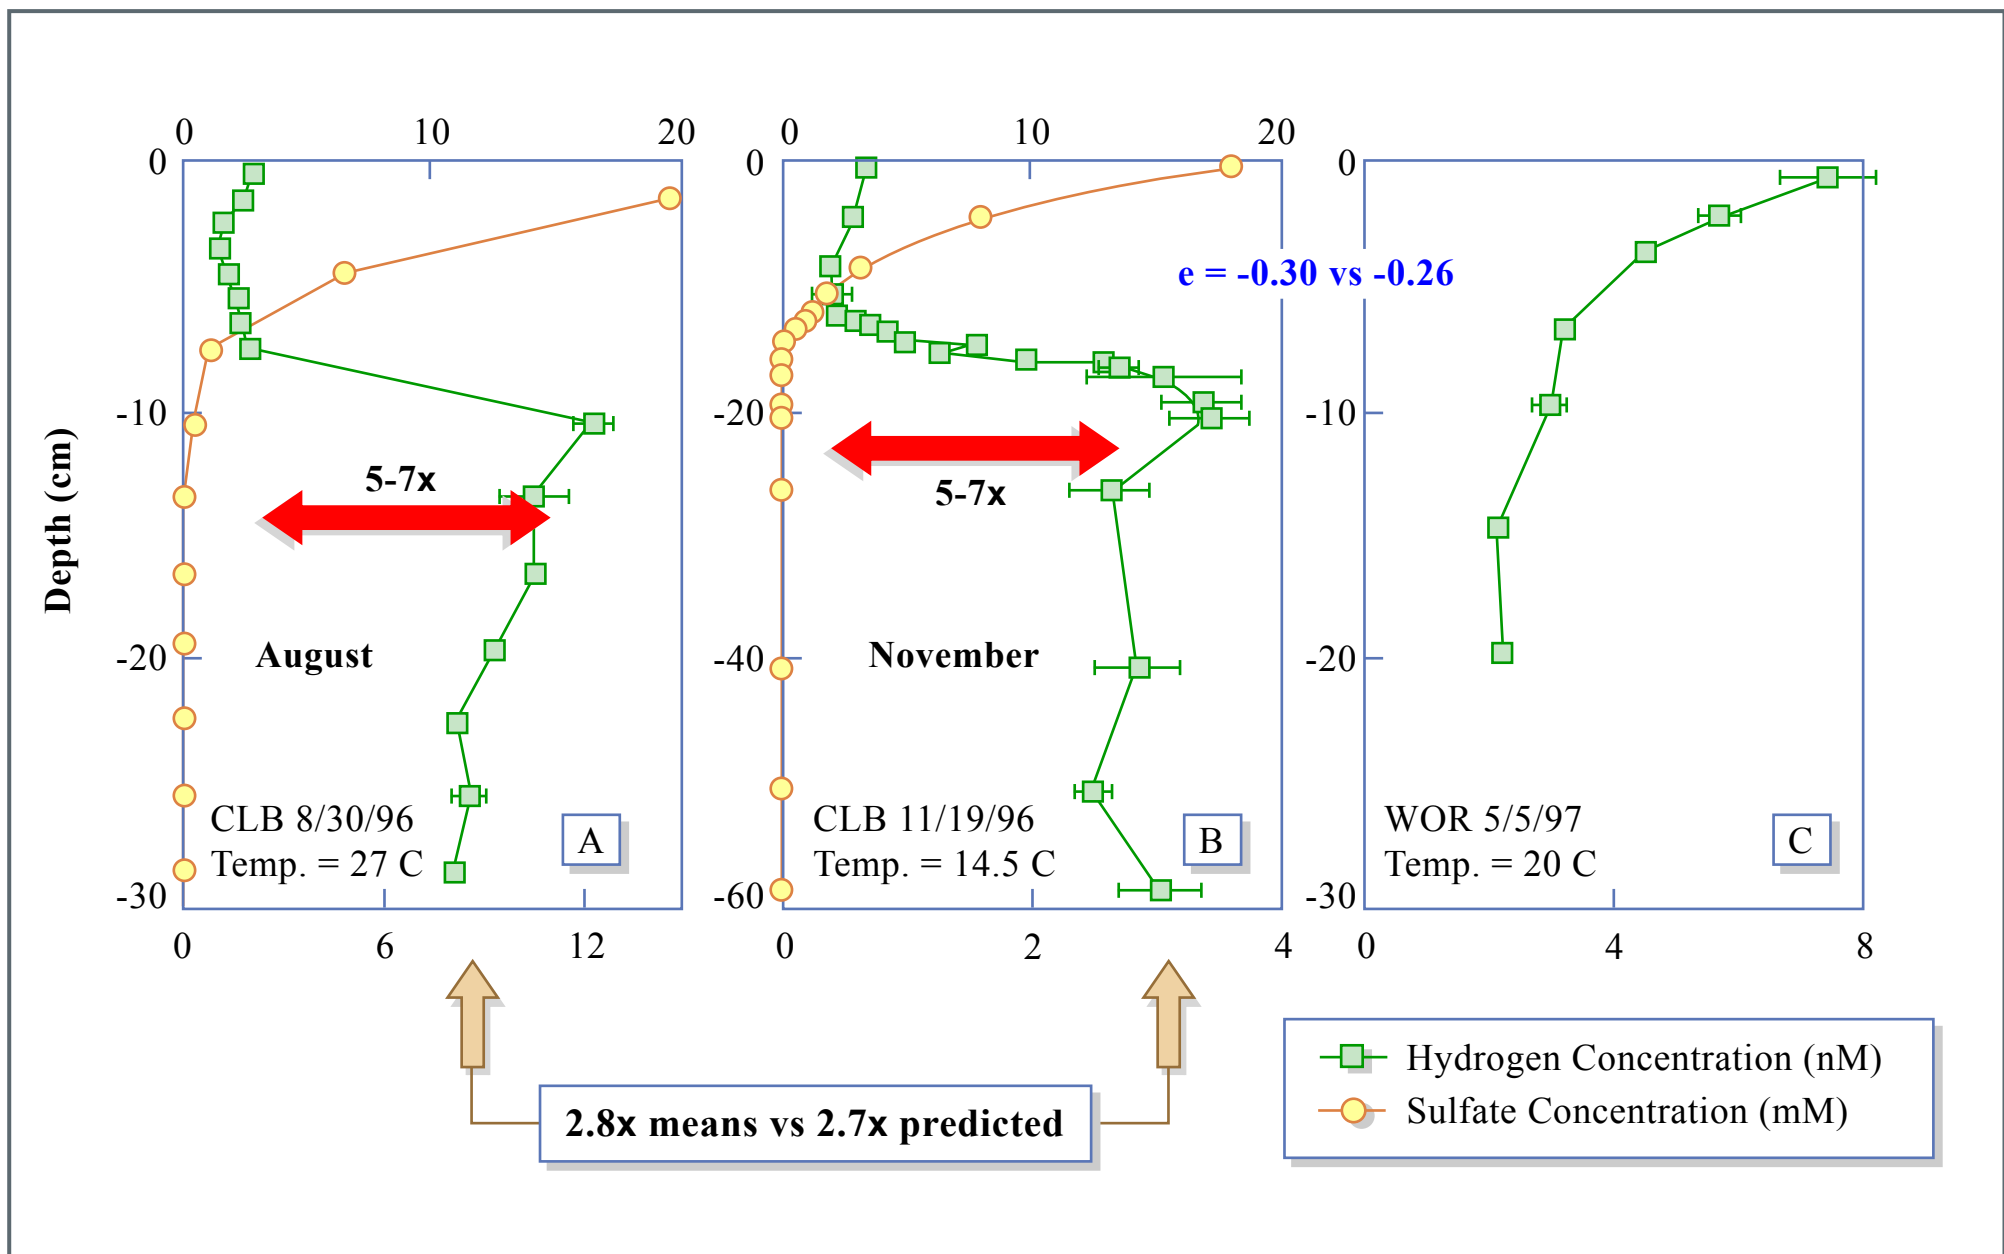 0 10 20
0 10 20
0
-10
-20
-30
Depth (cm)
5-7x
August
CLB 8/30/96
Temp. = 27 C
A
0 6 12
0
-20
-40
-60
5-7x
November
CLB 11/19/96
Temp. = 14.5 C
B
0 2 4
e = -0.30 vs -0.26
0
-10
-20
-30
WOR 5/5/97
Temp. = 20 C
C
0 4 8
2.8x means vs 2.7x predicted
Hydrogen Concentration (nM)
Sulfate Concentration (mM)